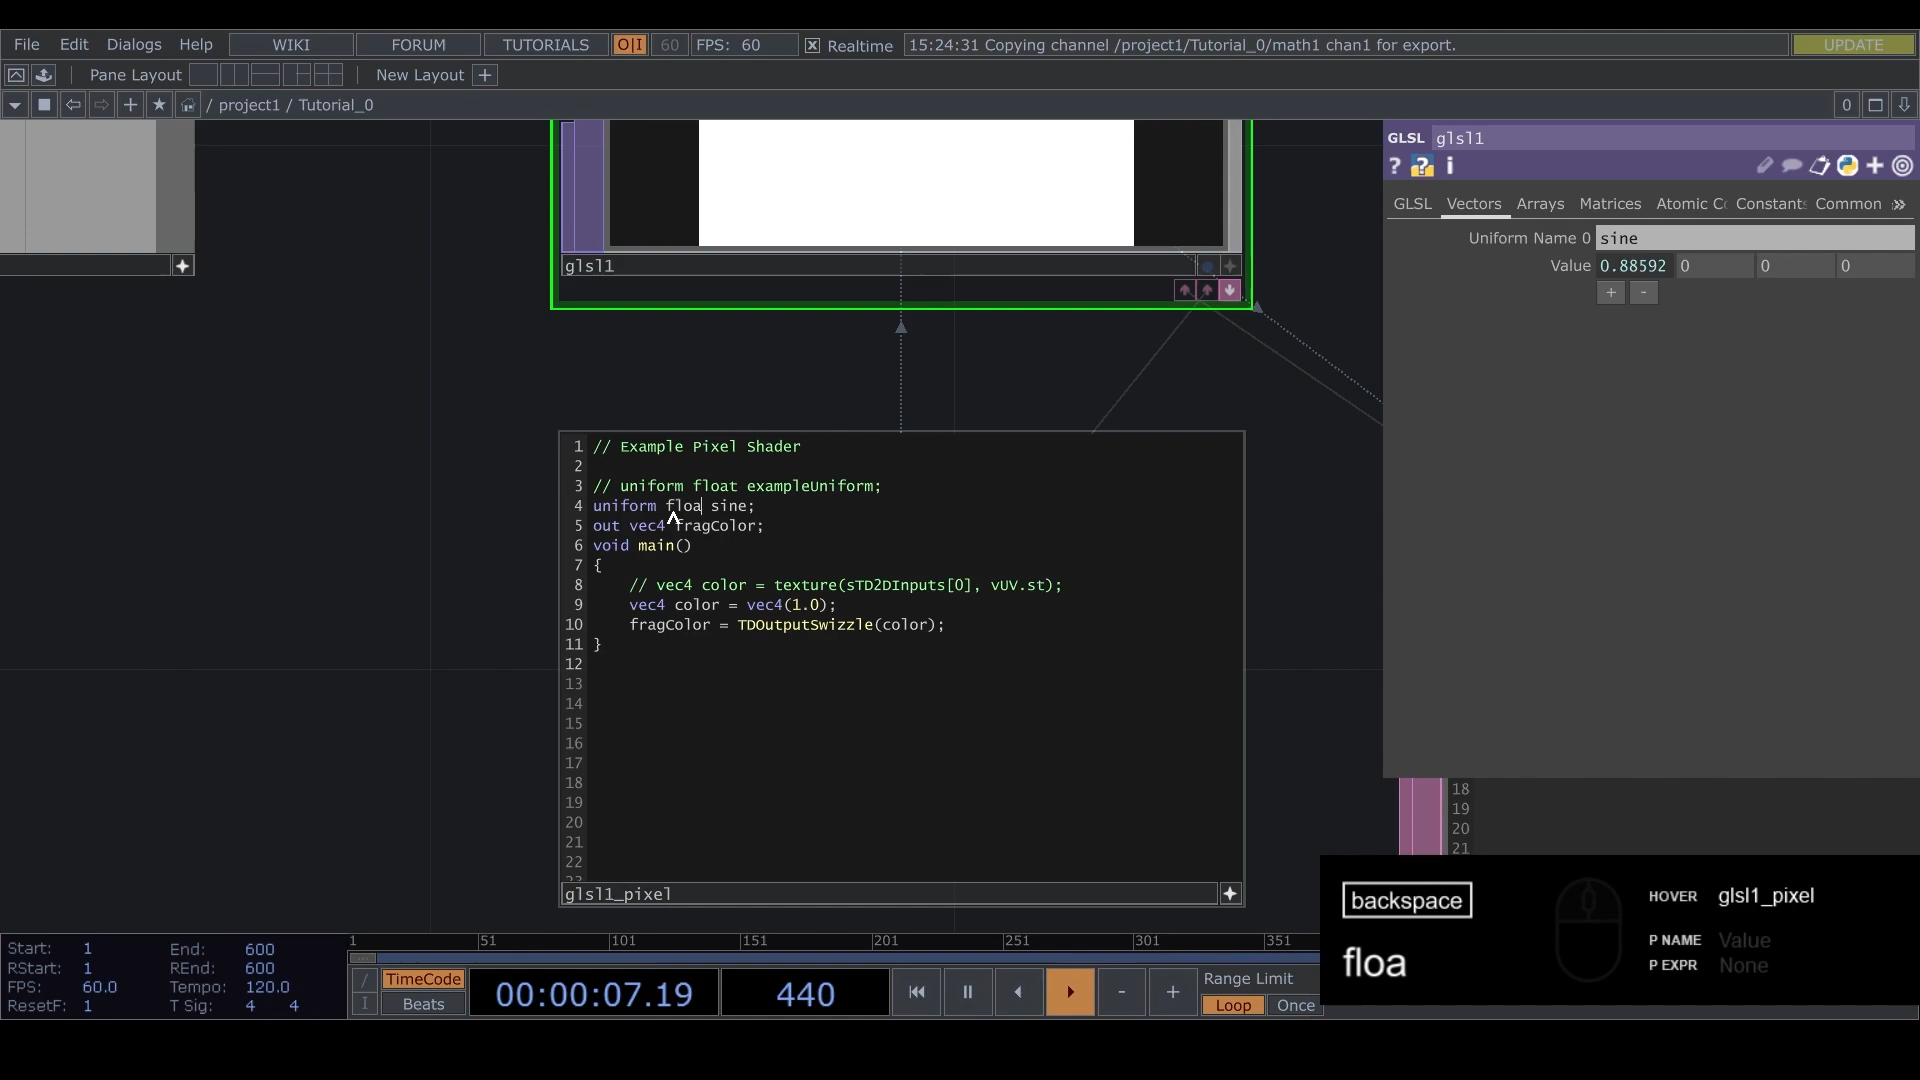 File Edit Dialogs Help WIKI FORUM TUTORIALS O|I 60 FPS: 60 Realtime 15:24:31 Copying channel /project1/Tutorial_0/math1 chan1 for export. UPDATE
Pane Layout New Layout +
/ project1 / Tutorial_0 0
GLSL glsl1
? ? i
GLSL Vectors Arrays Matrices Atomic Co Constants Common »
Uniform Name 0 sine
Value 0.88592 0 0 0
+ -
glsl1
1 // Example Pixel Shader
2
3 // uniform float exampleUniform;
4 uniform floa sine;
5 out vec4 fragColor;
6 void main()
7 {
8 // vec4 color = texture(sTD2DInputs[0], vUV.st);
9 vec4 color = vec4(1.0);
10 fragColor = TDOutputSwizzle(color);
11 }
12
13
14
15
16
17
18
19
20
21
22
23
glsl1_pixel
18
19
20
21
backspace
floa
HOVER glsl1_pixel
P NAME Value
P EXPR None
Start: 1 End: 600
RStart: 1 REnd: 600
FPS: 60.0 Tempo: 120.0
ResetF: 1 T Sig: 4 4
1 51 101 151 201 251 301 351
/ TimeCode
I Beats
00:00:07.19 440
- +
Range Limit
Loop Once